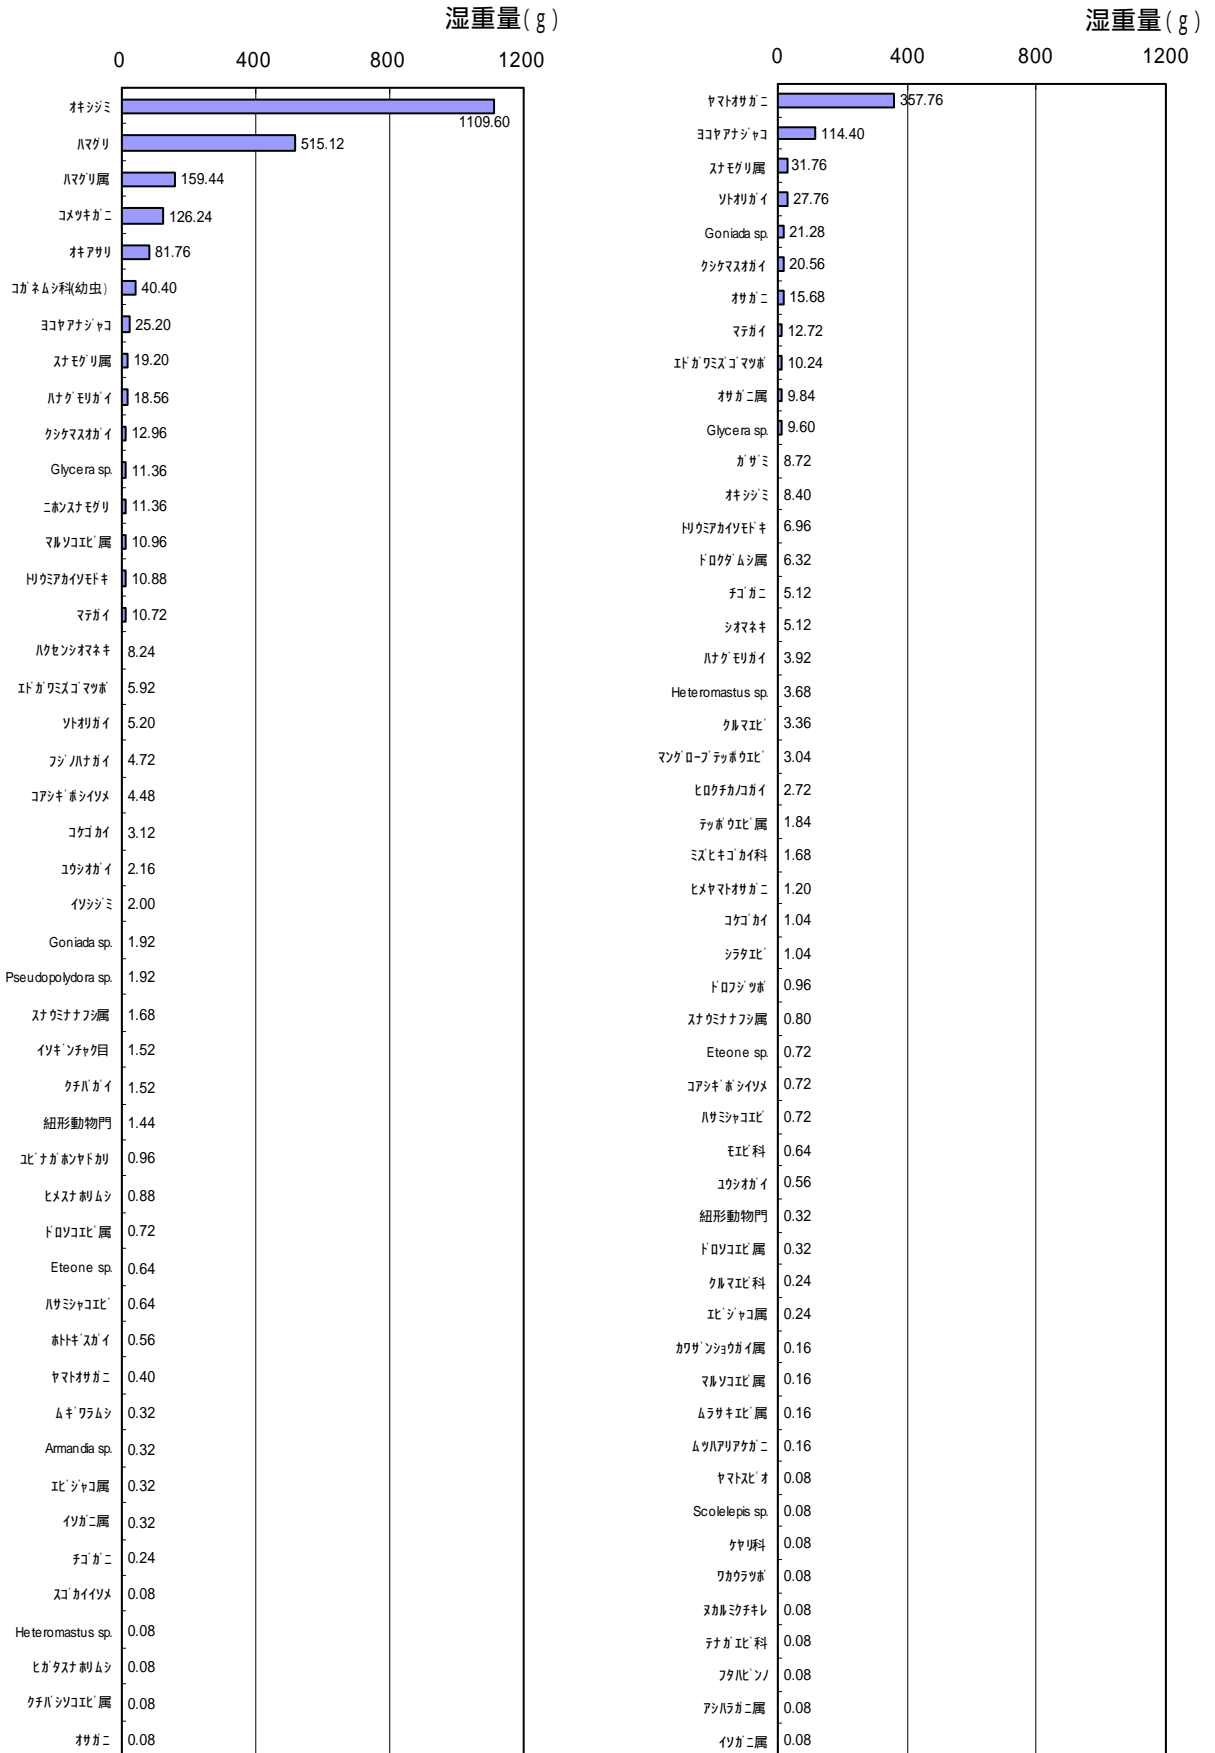 湿重量(g)
0 400 800 1200
オキシジミ 1109.60
ハマグリ 515.12
ハマグリ属 159.44
コメツキガニ 126.24
オキアサリ 81.76
コガネムシ科(幼虫) 40.40
ヨコヤアナジャコ 25.20
スナモグリ属 19.20
ハナグモリガイ 18.56
クシケマスオガイ 12.96
Glycera sp. 11.36
ニホンスナモグリ 11.36
マルソコエビ属 10.96
トリウミアカイソモドキ 10.88
マテガイ 10.72
ハクセンシオマネキ 8.24
エドガワミズゴマツボ 5.92
ソトオリガイ 5.20
フジノハナガイ 4.72
コアシギボシイソメ 4.48
コケゴカイ 3.12
ユウシオガイ 2.16
イソシジミ 2.00
Goniada sp. 1.92
Pseudopolydora sp. 1.92
スナウミナナフシ属 1.68
イソギンチャク目 1.52
クチバガイ 1.52
紐形動物門 1.44
ユビナガホンヤドカリ 0.96
ヒメスナホリムシ 0.88
ドロソコエビ属 0.72
Eteone sp. 0.64
ハサミシャコエビ 0.64
ホトトギスガイ 0.56
ヤマトオサガニ 0.40
ムギワラムシ 0.32
Armandia sp. 0.32
エビジャコ属 0.32
イソガニ属 0.32
チゴガニ 0.24
スゴカイイソメ 0.08
Heteromastus sp. 0.08
ヒガタスナホリムシ 0.08
クチバシソコエビ属 0.08
オサガニ 0.08
湿重量(g)
0 400 800 1200
ヤマトオサガニ 357.76
ヨコヤアナジャコ 114.40
スナモグリ属 31.76
ソトオリガイ 27.76
Goniada sp. 21.28
クシケマスオガイ 20.56
オサガニ 15.68
マテガイ 12.72
エドガワミズゴマツボ 10.24
オサガニ属 9.84
Glycera sp. 9.60
ガザミ 8.72
オキシジミ 8.40
トリウミアカイソモドキ 6.96
ドロクダムシ属 6.32
チゴガニ 5.12
シオマネキ 5.12
ハナグモリガイ 3.92
Heteromastus sp. 3.68
クルマエビ 3.36
マングローブテッポウエビ 3.04
ヒロクチカノコガイ 2.72
テッポウエビ属 1.84
ミズヒキゴカイ科 1.68
ヒメヤマトオサガニ 1.20
コケゴカイ 1.04
シラタエビ 1.04
ドロフジツボ 0.96
スナウミナナフシ属 0.80
Eteone sp. 0.72
コアシギボシイソメ 0.72
ハサミシャコエビ 0.72
モエビ科 0.64
ユウシオガイ 0.56
紐形動物門 0.32
ドロソコエビ属 0.32
クルマエビ科 0.24
エビジャコ属 0.24
カワザンショウガイ属 0.16
マルソコエビ属 0.16
ムラサキエビ属 0.16
ムツハアリアケガニ 0.16
ヤマトスピオ 0.08
Scolelepis sp. 0.08
ケヤリ科 0.08
ワカウラツボ 0.08
ヌカルミクチキレ 0.08
テナガエビ科 0.08
フタハピンノ 0.08
アシハラガニ属 0.08
イソガニ属 0.08